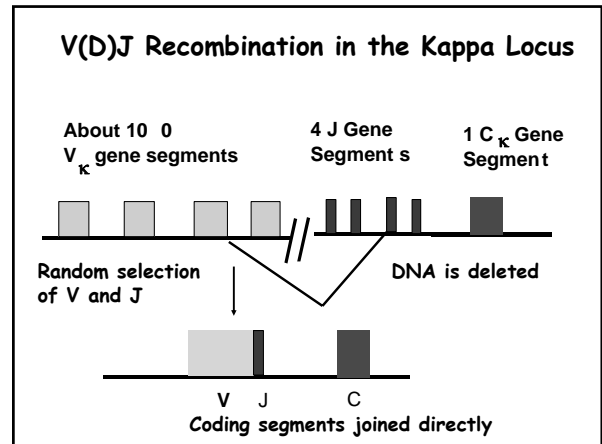 V(D)J Recombination in the Kappa Locus
About 10 0
Vκ gene segments
4 J Gene
Segment s
1 Cκ Gene
Segment
Random selection
of V and J
DNA is deleted
V J C
Coding segments joined directly